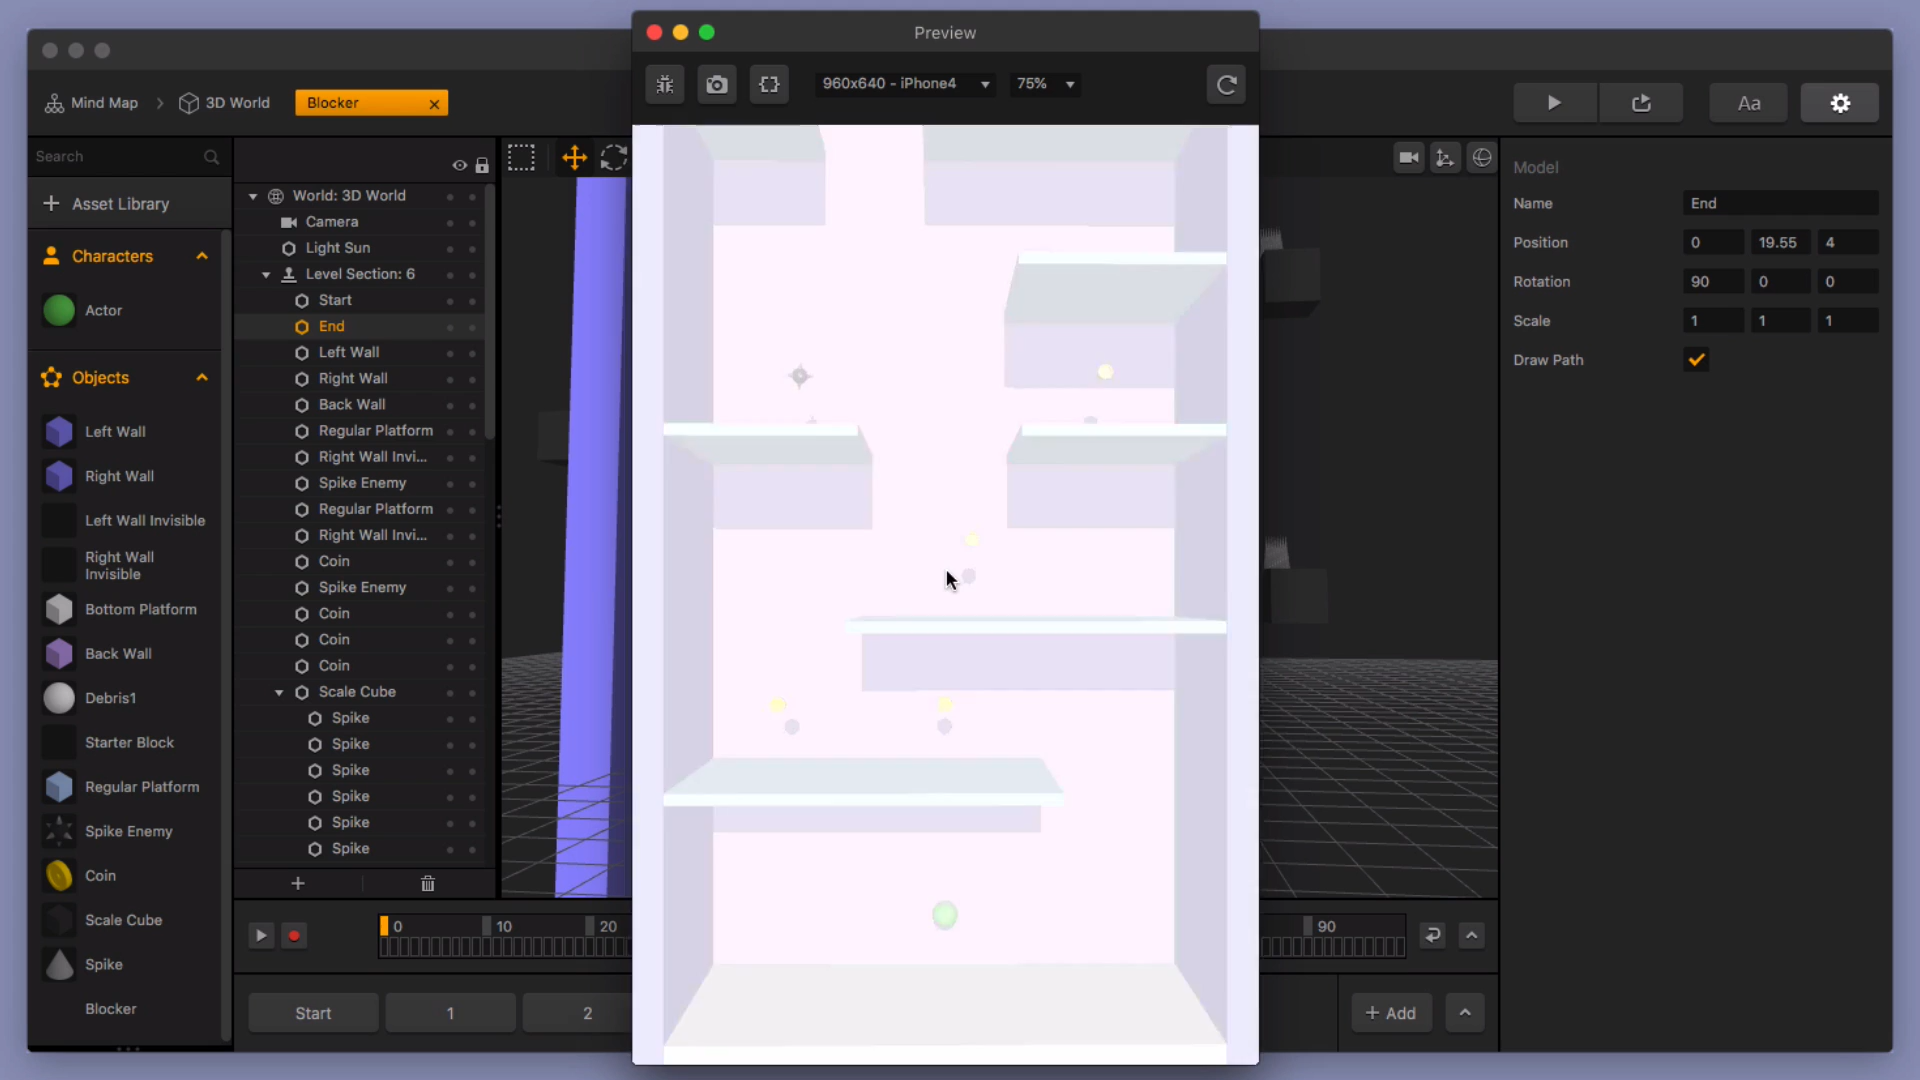 Preview
960x640 - iPhone4
75%
Mind Map
3D World
Blocker
Aa
Search
Asset Library
Characters
Actor
Objects
Left Wall
Right Wall
Left Wall Invisible
Right Wall
Invisible
Bottom Platform
Back Wall
Debris1
Starter Block
Regular Platform
Spike Enemy
Coin
Scale Cube
Spike
Blocker
World: 3D World
Camera
Light Sun
Level Section: 6
Start
End
Left Wall
Right Wall
Back Wall
Regular Platform
Right Wall Invi...
Spike Enemy
Regular Platform
Right Wall Invi...
Coin
Spike Enemy
Coin
Coin
Coin
Scale Cube
Spike
Spike
Spike
Spike
Spike
Spike
Model
Name End
Position 0 19.55 4
Rotation 90 0 0
Scale 1 1 1
Draw Path
0 10 20 90
Start 1 2
+ Add